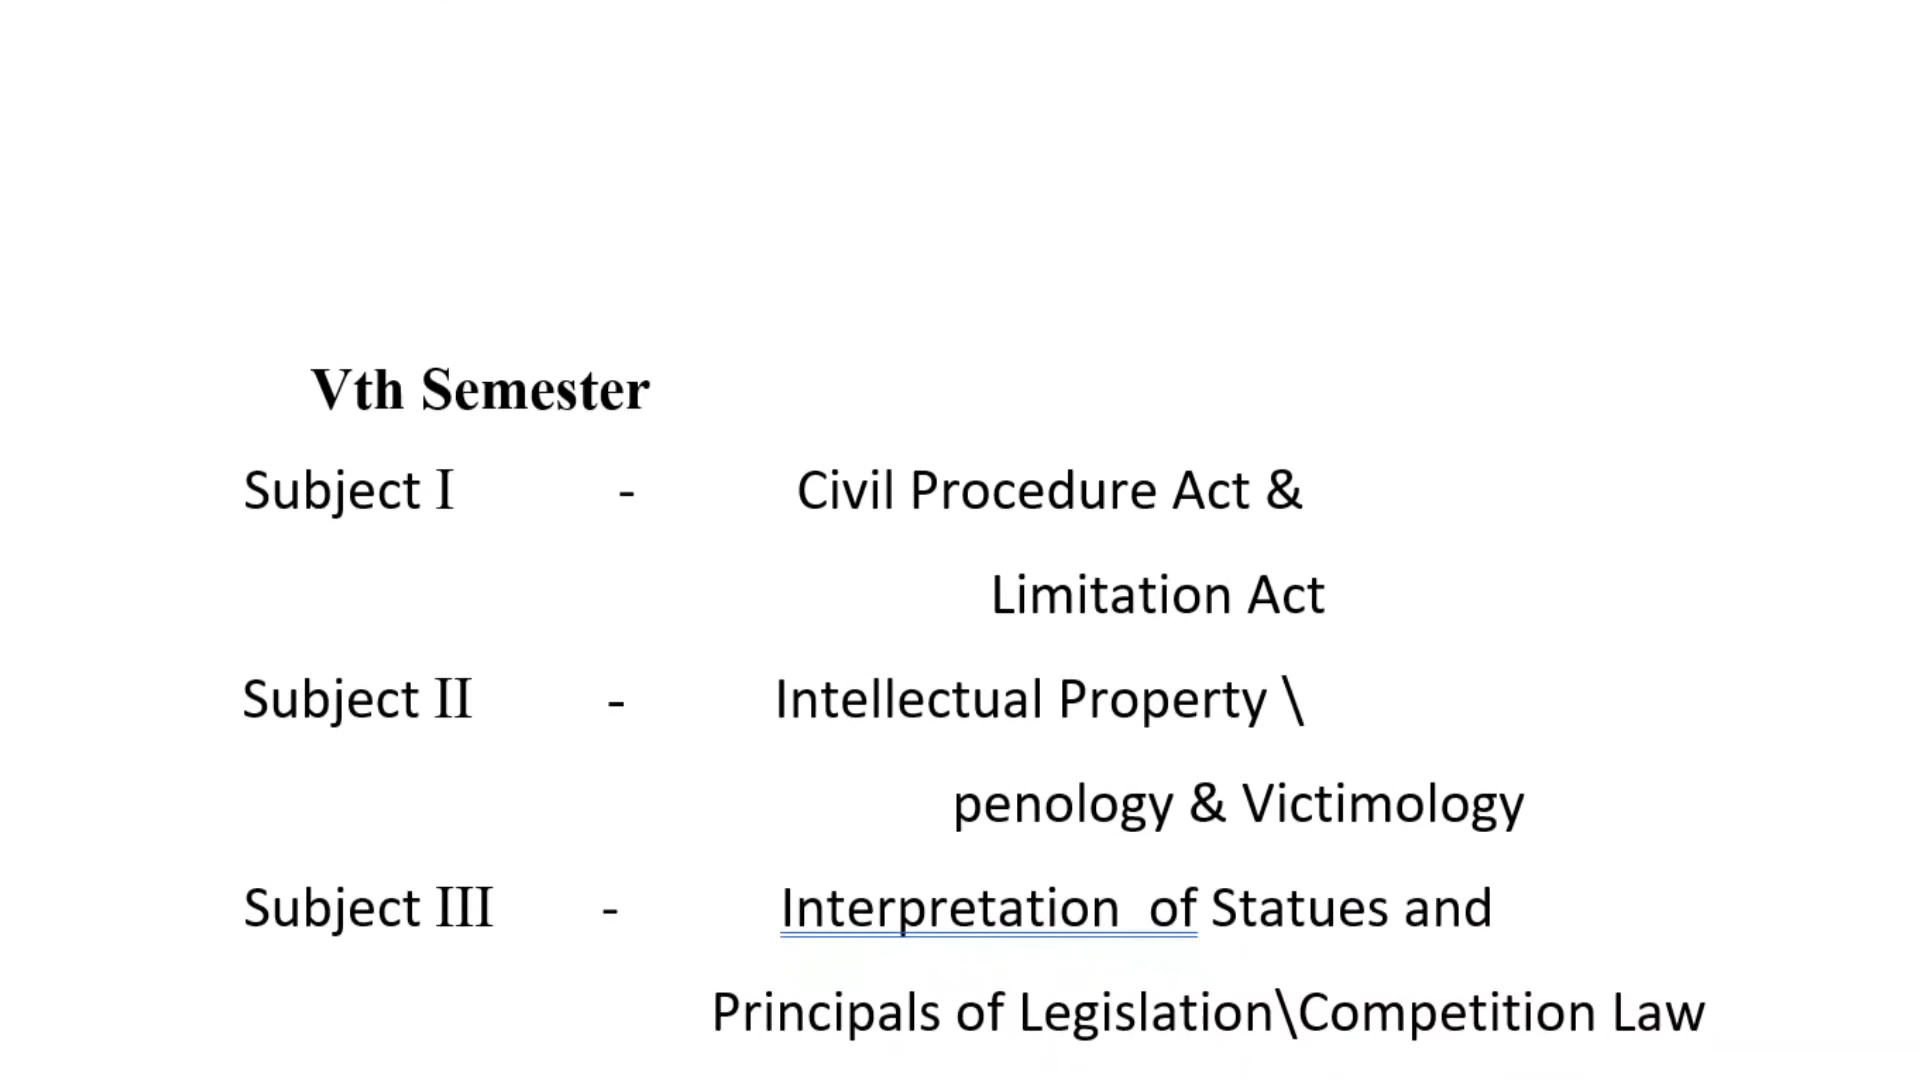 Vth Semester
Subject I - Civil Procedure Act &
Limitation Act
Subject II - Intellectual Property \
penology & Victimology
Subject III - Interpretation of Statues and
Principals of Legislation\Competition Law